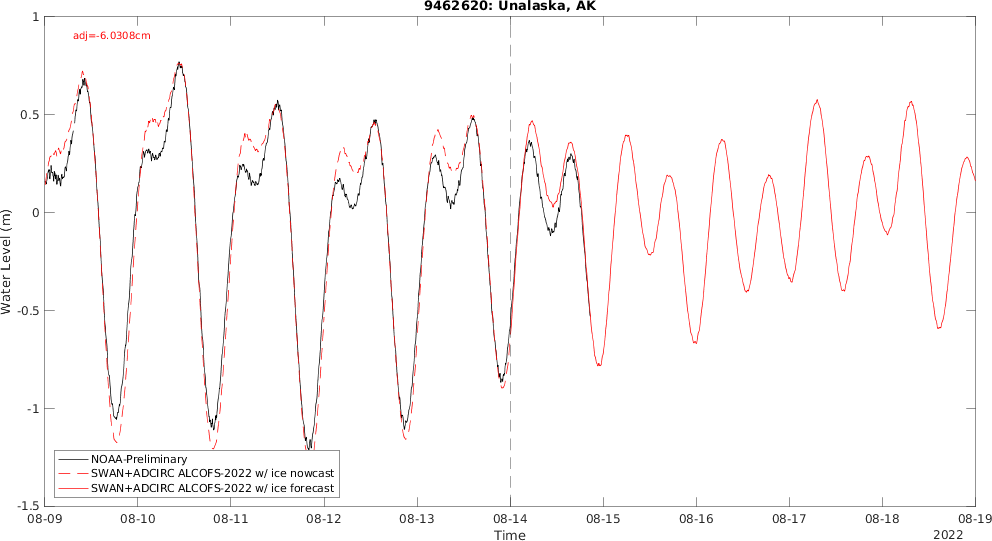 9462620: Unalaska, AK
adj=-6.0308cm
1
0.5
0
-0.5
-1
-1.5
Water Level (m)
NOAA-Preliminary
SWAN+ADCIRC ALCOFS-2022 w/ ice nowcast
SWAN+ADCIRC ALCOFS-2022 w/ ice forecast
08-09 08-10 08-11 08-12 08-13 08-14 08-15 08-16 08-17 08-18 08-19
Time
2022